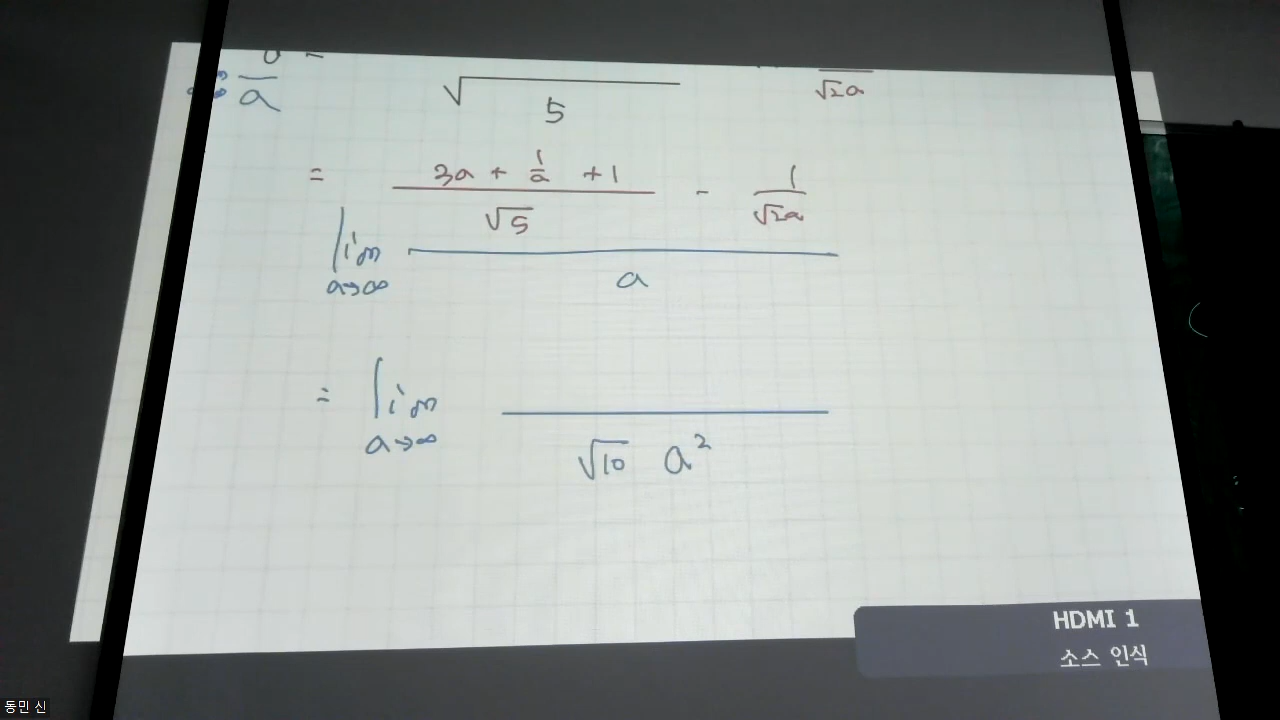 a
√5
√2a
= 3a + 1/a + 1 / √5 - 1 / √2a
lim a→∞
a
= lim a→∞ √10 a²
HDMI 1
소스 인식
동민 신